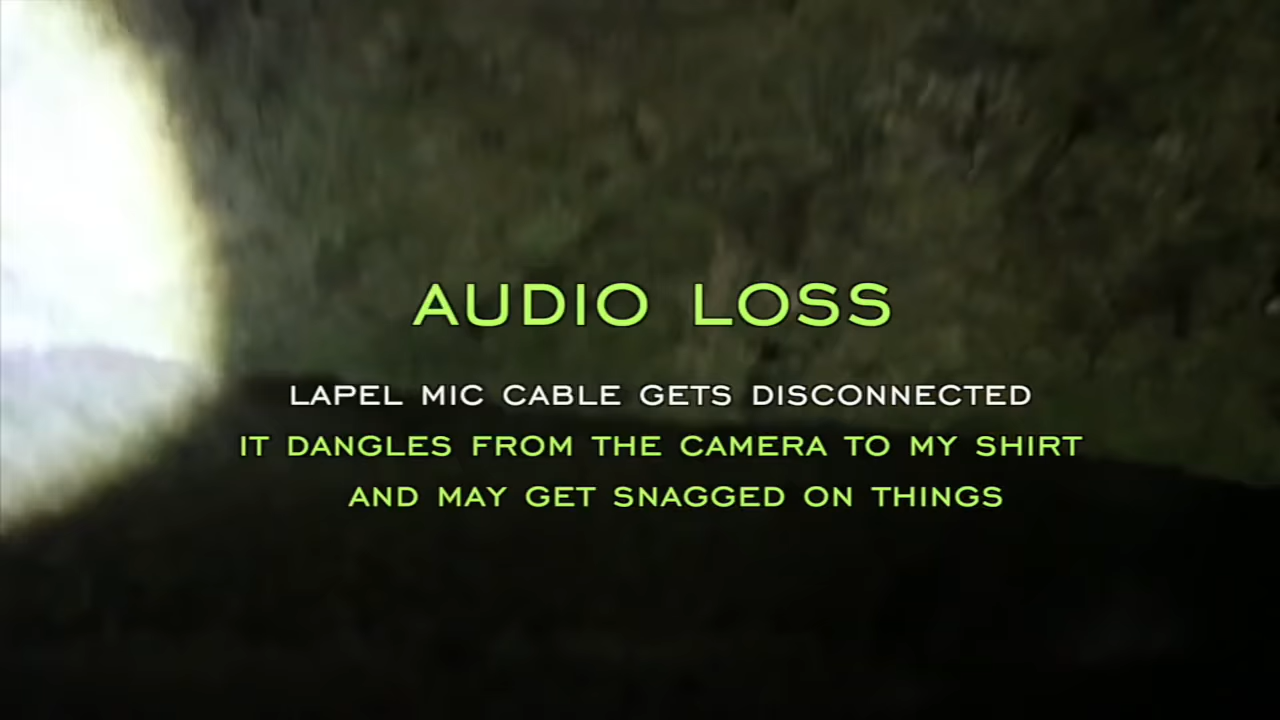 AUDIO LOSS
LAPEL MIC CABLE GETS DISCONNECTED
IT DANGLES FROM THE CAMERA TO MY SHIRT
AND MAY GET SNAGGED ON THINGS